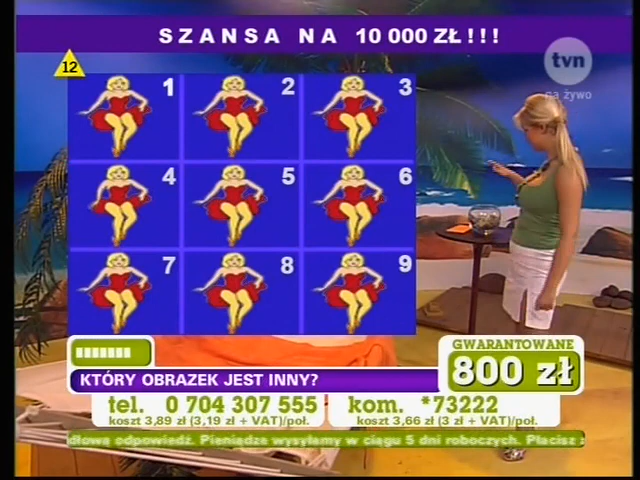 SZANSA NA 10 000 ZŁ!!!
12
tvn
na żywo
1 2 3
4 5 6
7 8 9
GWARANTOWANE
800 zł
KTÓRY OBRAZEK JEST INNY?
tel. 0 704 307 555
koszt 3,89 zł (3,19 zł + VAT)/poł.
kom. *73222
koszt 3,66 zł (3 zł + VAT)/poł.
dłową odpowiedź. Pieniądze wysyłamy w ciągu 5 dni roboczych. Płacisz z